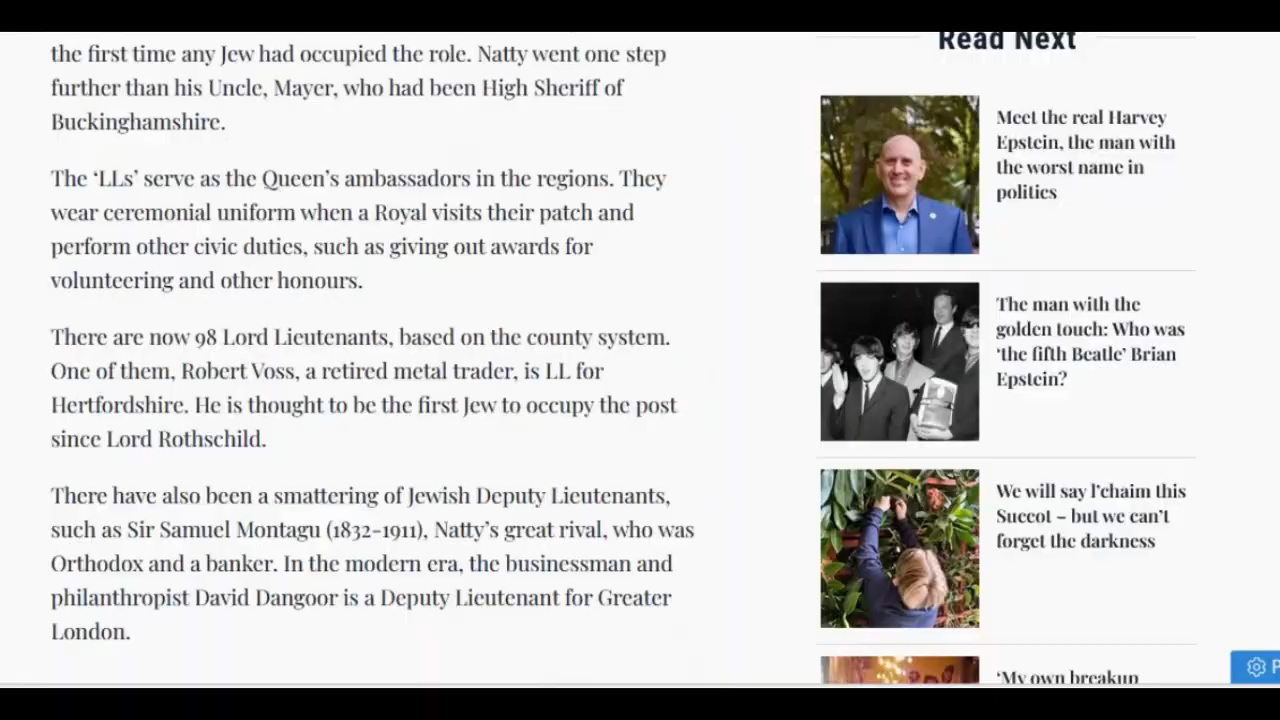 the first time any Jew had occupied the role. Natty went one step
further than his Uncle, Mayer, who had been High Sheriff of
Buckinghamshire.
The ‘LLs’ serve as the Queen’s ambassadors in the regions. They
wear ceremonial uniform when a Royal visits their patch and
perform other civic duties, such as giving out awards for
volunteering and other honours.
There are now 98 Lord Lieutenants, based on the county system.
One of them, Robert Voss, a retired metal trader, is LL for
Hertfordshire. He is thought to be the first Jew to occupy the post
since Lord Rothschild.
There have also been a smattering of Jewish Deputy Lieutenants,
such as Sir Samuel Montagu (1832-1911), Natty’s great rival, who was
Orthodox and a banker. In the modern era, the businessman and
philanthropist David Dangoor is a Deputy Lieutenant for Greater
London.
Read Next
Meet the real Harvey
Epstein, the man with
the worst name in
politics
The man with the
golden touch: Who was
‘the fifth Beatle’ Brian
Epstein?
We will say l’chaim this
Succot – but we can’t
forget the darkness
‘My own breakup
P